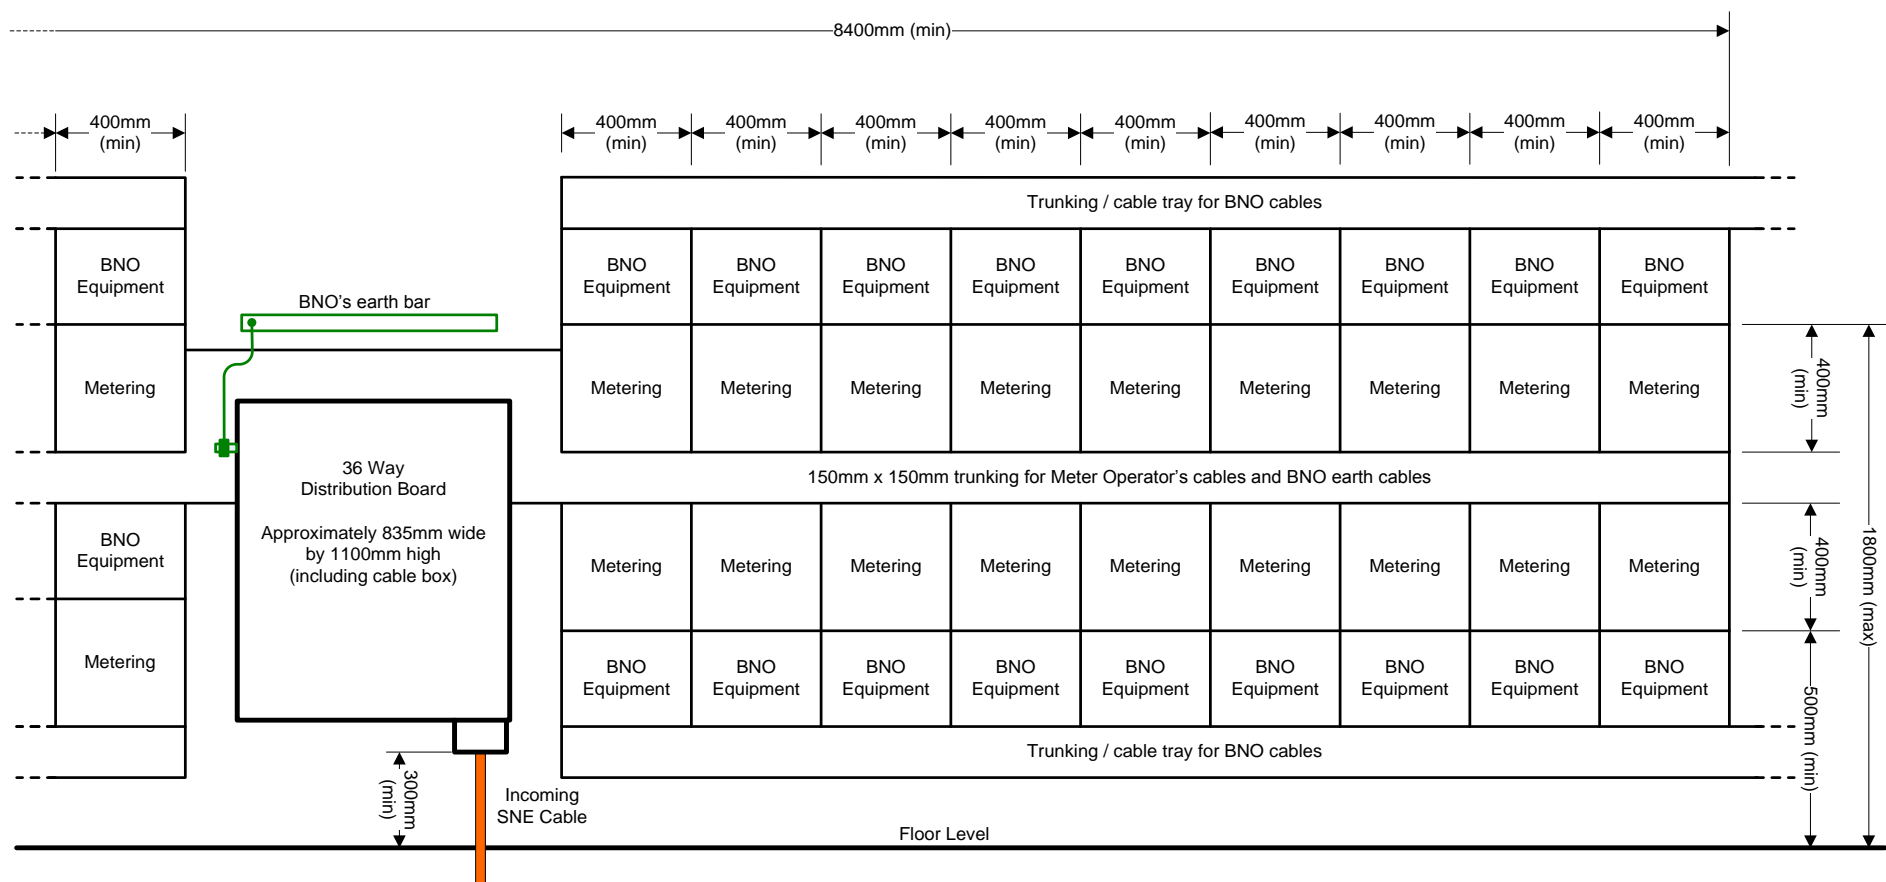 8400mm (min)
400mm
(min)
400mm
(min)
400mm
(min)
400mm
(min)
400mm
(min)
400mm
(min)
400mm
(min)
400mm
(min)
400mm
(min)
400mm
(min)
Trunking / cable tray for BNO cables
BNO
Equipment
BNO
Equipment
BNO
Equipment
BNO
Equipment
BNO
Equipment
BNO
Equipment
BNO
Equipment
BNO
Equipment
BNO
Equipment
BNO
Equipment
BNO's earth bar
Metering
Metering
Metering
Metering
Metering
Metering
Metering
Metering
Metering
Metering
400mm
(min)
36 Way
Distribution Board
Approximately 835mm wide
by 1100mm high
(including cable box)
150mm x 150mm trunking for Meter Operator's cables and BNO earth cables
BNO
Equipment
Metering
Metering
Metering
Metering
Metering
Metering
Metering
Metering
Metering
400mm
(min)
1800mm (max)
Metering
BNO
Equipment
BNO
Equipment
BNO
Equipment
BNO
Equipment
BNO
Equipment
BNO
Equipment
BNO
Equipment
BNO
Equipment
BNO
Equipment
500mm (min)
Trunking / cable tray for BNO cables
300mm
(min)
Incoming
SNE Cable
Floor Level